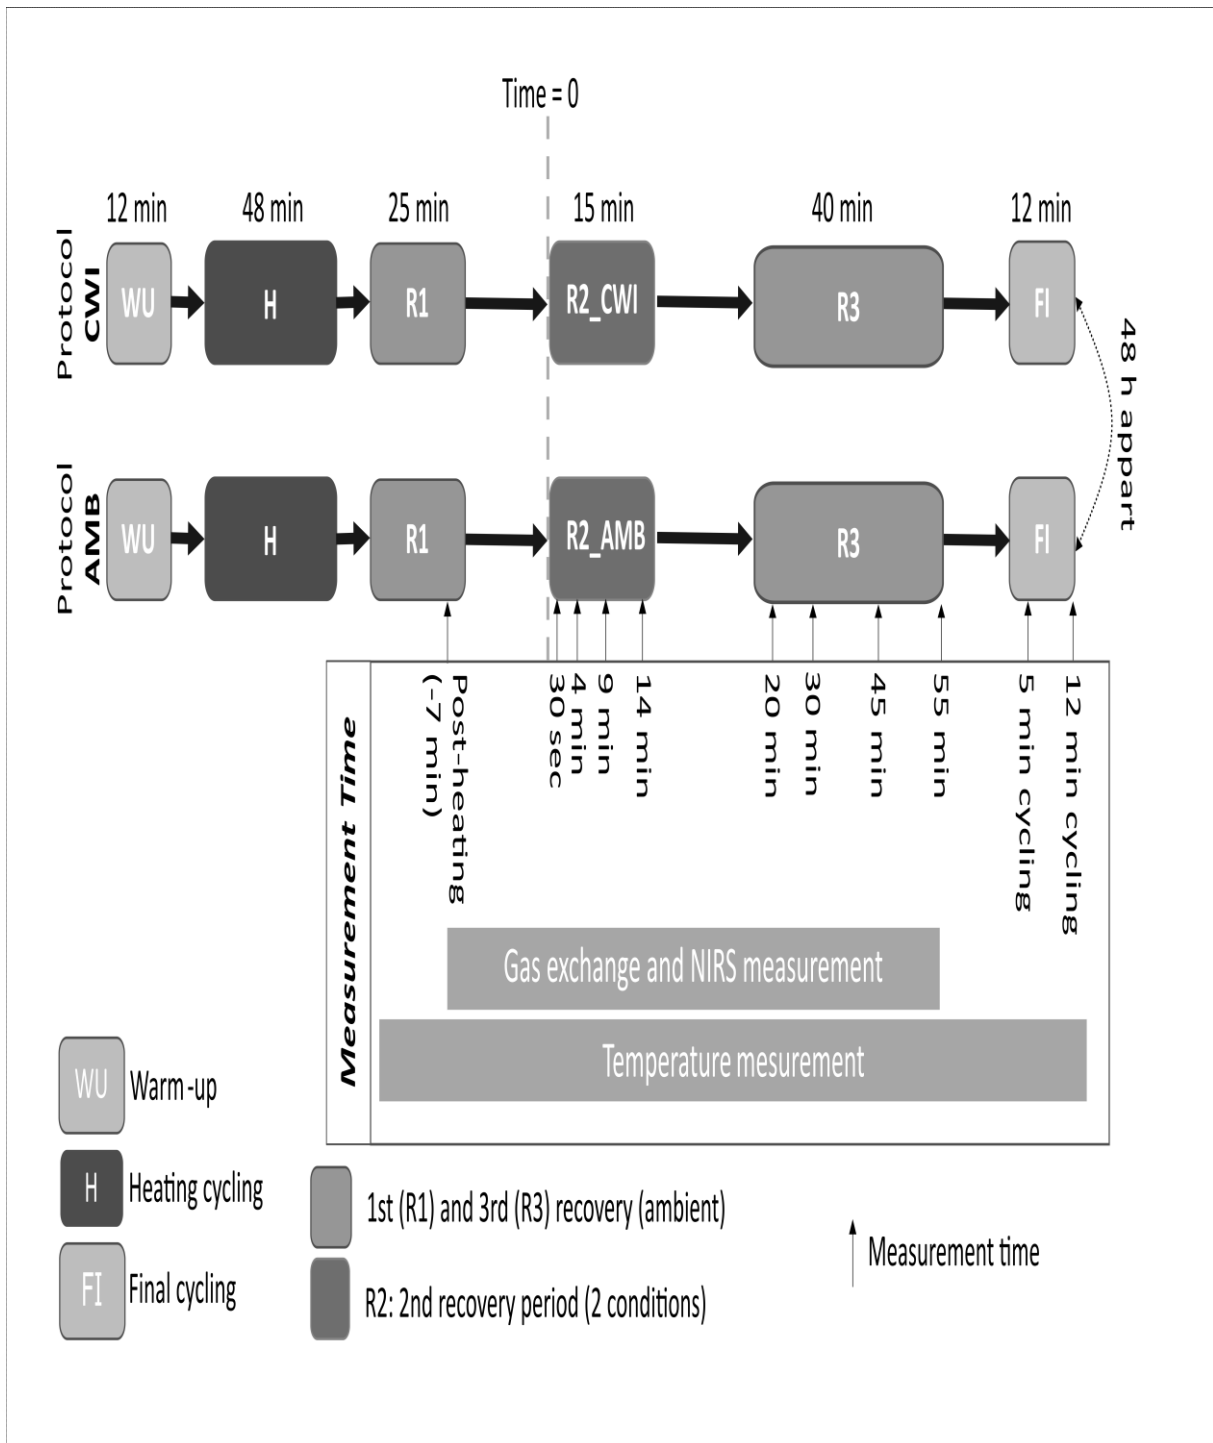 Time = 0
12 min
48 min
25 min
15 min
40 min
12 min
Protocol
CWI
WU
H
R1
R2_CWI
R3
FI
48 h appart
Protocol
AMB
WU
H
R1
R2_AMB
R3
FI
Measurement Time
Post-heating
(-7 min)
30 sec
4 min
9 min
14 min
20 min
30 min
45 min
55 min
5 min cycling
12 min cycling
Gas exchange and NIRS measurement
Temperature mesurement
WU
Warm-up
H
Heating cycling
FI
Final cycling
1st (R1) and 3rd (R3) recovery (ambient)
R2: 2nd recovery period (2 conditions)
Measurement time